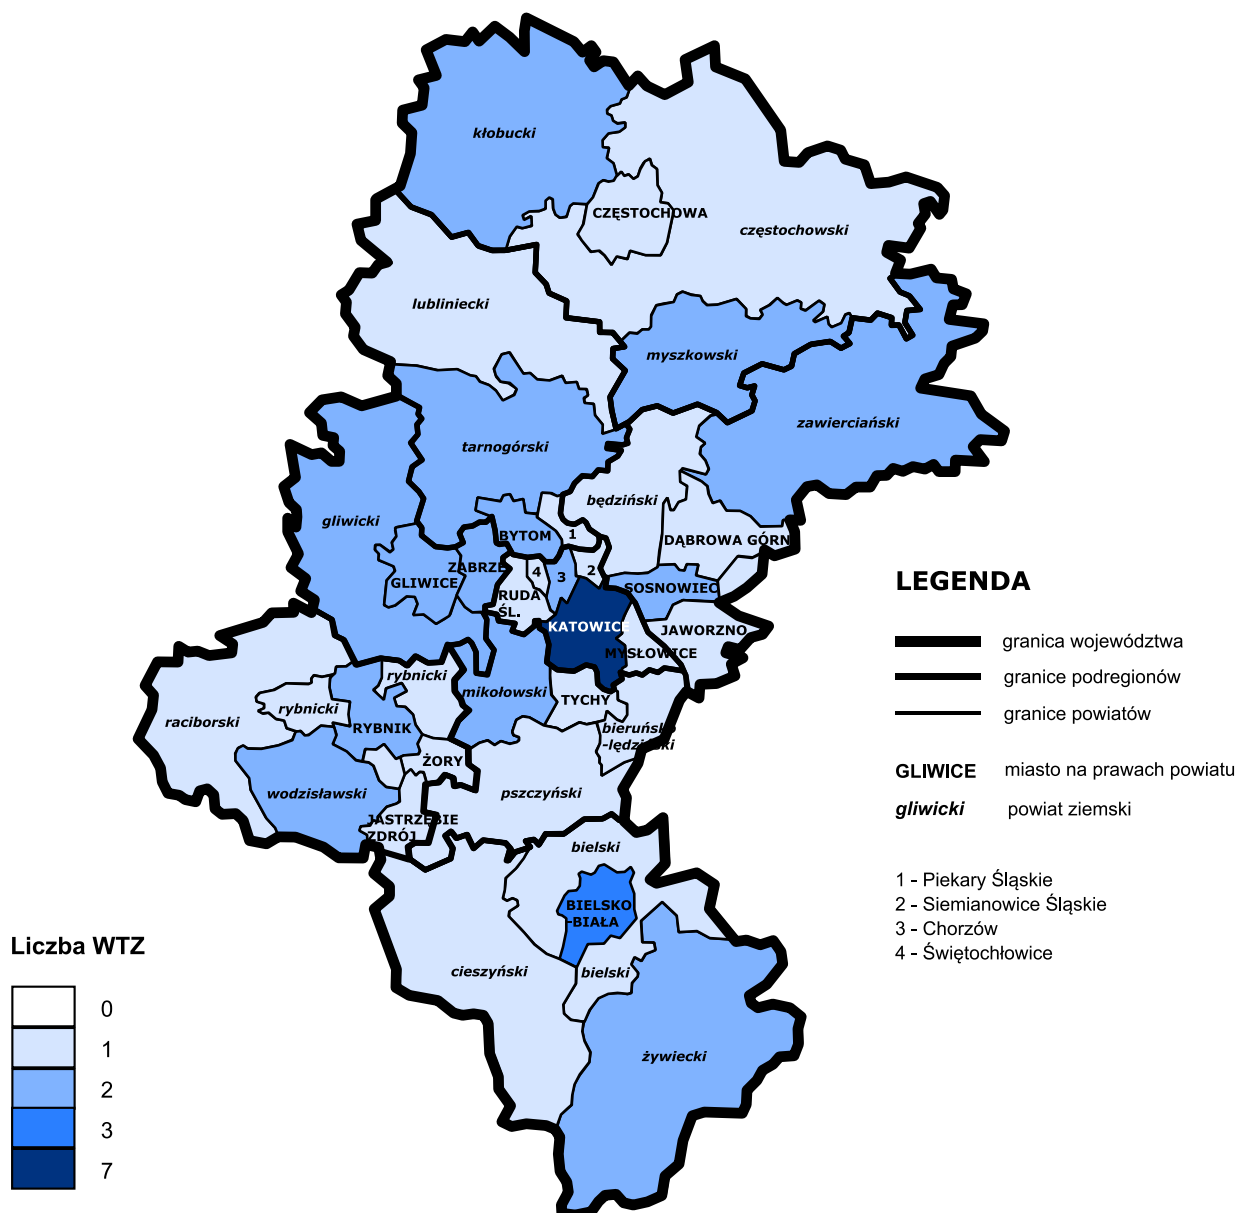 kłobucki
CZĘSTOCHOWA
częstochowski
lubliniecki
myszkowski
zawierciański
tarnogórski
będziński
gliwicki
BYTOM
1
DĄBROWA GÓRN
ZABRZE
GLIWICE
4
3
2
SOSNOWIEC
RUDA
ŚL.
KATOWICE
JAWORZNO
MYSŁOWICE
rybnicki
mikołowski
TYCHY
raciborski
rybnicki
RYBNIK
bieruńsko
-lędziński
ŻORY
wodzisławski
pszczyński
JASTRZĘBIE
ZDRÓJ
bielski
BIELSKO
-BIAŁA
cieszyński
bielski
żywiecki
LEGENDA
granica województwa
granice podregionów
granice powiatów
GLIWICE miasto na prawach powiatu
gliwicki powiat ziemski
1 - Piekary Śląskie
2 - Siemianowice Śląskie
3 - Chorzów
4 - Świętochłowice
Liczba WTZ
0
1
2
3
7